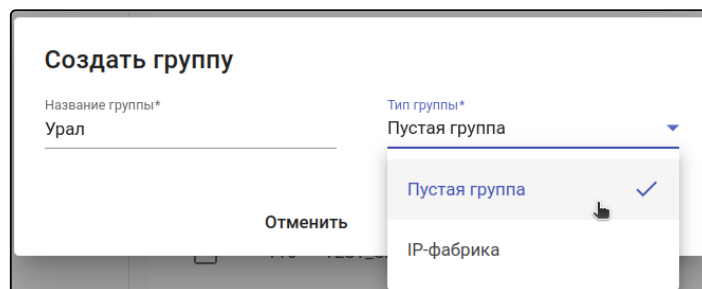 Создать группу
Название группы*
Тип группы*
Урал
Пустая группа
Пустая группа
Отменить
IP-фабрика